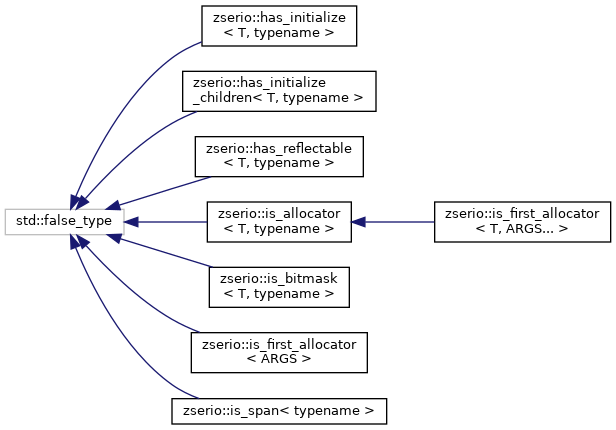 zserio::has_initialize
< T, typename >
zserio::has_initialize
_children< T, typename >
zserio::has_reflectable
< T, typename >
std::false_type
zserio::is_allocator
< T, typename >
zserio::is_first_allocator
< T, ARGS... >
zserio::is_bitmask
< T, typename >
zserio::is_first_allocator
< ARGS >
zserio::is_span< typename >